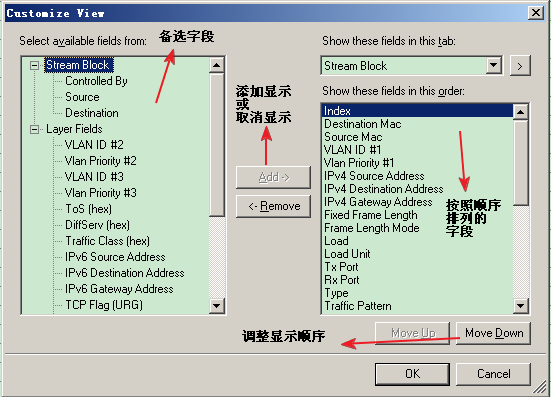 Customize View
Select available fields from:
备选字段
Show these fields in this tab:
Stream Block
>
Show these fields in this order:
Stream Block
Controlled By
Source
Destination
Layer Fields
VLAN ID #2
Vlan Priority #2
VLAN ID #3
Vlan Priority #3
ToS (hex)
DiffServ (hex)
Traffic Class (hex)
IPv6 Source Address
IPv6 Destination Address
IPv6 Gateway Address
TCP Flag (URG)
添加显示
或
取消显示
Add ->
<- Remove
Index
Destination Mac
Source Mac
VLAN ID #1
Vlan Priority #1
IPv4 Source Address
IPv4 Destination Address
IPv4 Gateway Address
Fixed Frame Length
Frame Length Mode
Load
Load Unit
Tx Port
Rx Port
Type
Traffic Pattern
按照顺序
排列的
字段
调整显示顺序
Move Up
Move Down
OK
Cancel